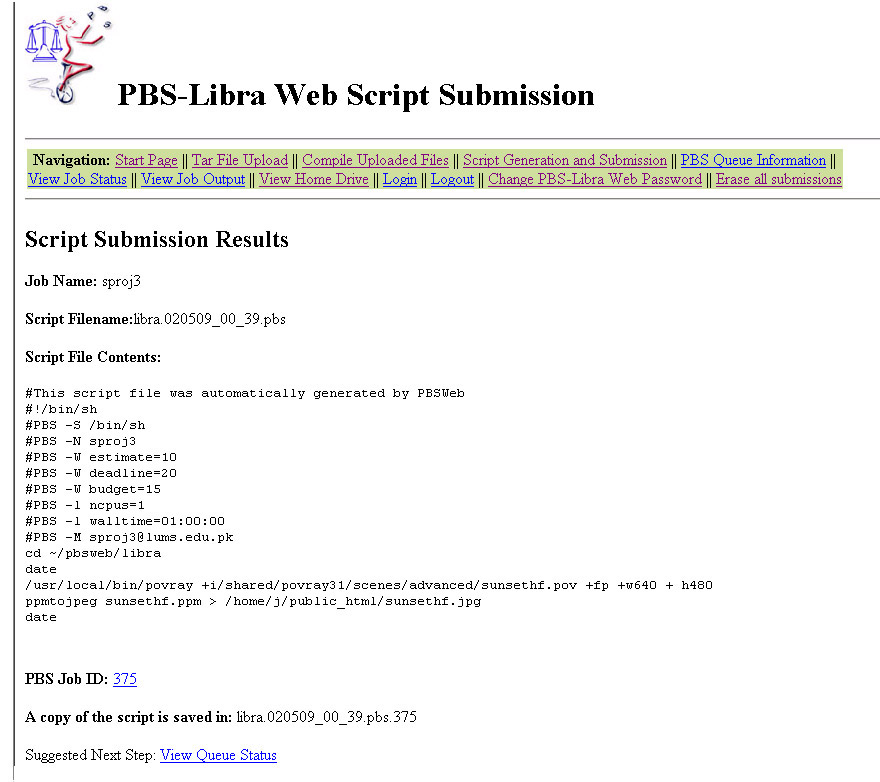 PBS
PBS-Libra Web Script Submission
Navigation: Start Page || Tar File Upload || Compile Uploaded Files || Script Generation and Submission || PBS Queue Information ||
View Job Status || View Job Output || View Home Drive || Login || Logout || Change PBS-Libra Web Password || Erase all submissions
Script Submission Results
Job Name: sproj3
Script Filename:libra.020509_00_39.pbs
Script File Contents:
#This script file was automatically generated by PBSWeb
#!/bin/sh
#PBS -S /bin/sh
#PBS -N sproj3
#PBS -W estimate=10
#PBS -W deadline=20
#PBS -W budget=15
#PBS -l ncpus=1
#PBS -l walltime=01:00:00
#PBS -M sproj3@lums.edu.pk
cd ~/pbsweb/libra
date
/usr/local/bin/povray +i/shared/povray31/scenes/advanced/sunsethf.pov +fp +w640 + h480
ppmtojpeg sunsethf.ppm > /home/j/public_html/sunsethf.jpg
date
PBS Job ID: 375
A copy of the script is saved in: libra.020509_00_39.pbs.375
Suggested Next Step: View Queue Status